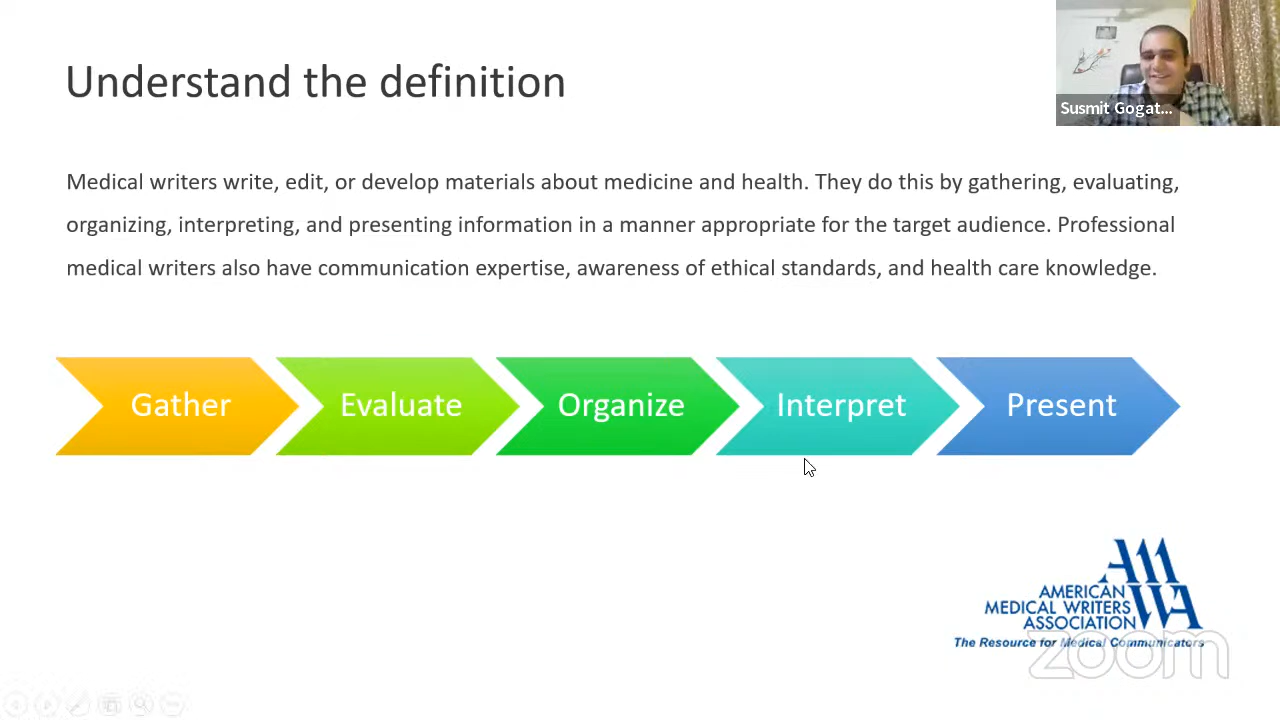 Understand the definition
Susmit Gogat...
Medical writers write, edit, or develop materials about medicine and health. They do this by gathering, evaluating,
organizing, interpreting, and presenting information in a manner appropriate for the target audience. Professional
medical writers also have communication expertise, awareness of ethical standards, and health care knowledge.
Gather
Evaluate
Organize
Interpret
Present
AMWA
AMERICAN
MEDICAL WRITERS
ASSOCIATION
The Resource for Medical Communicators
zoom